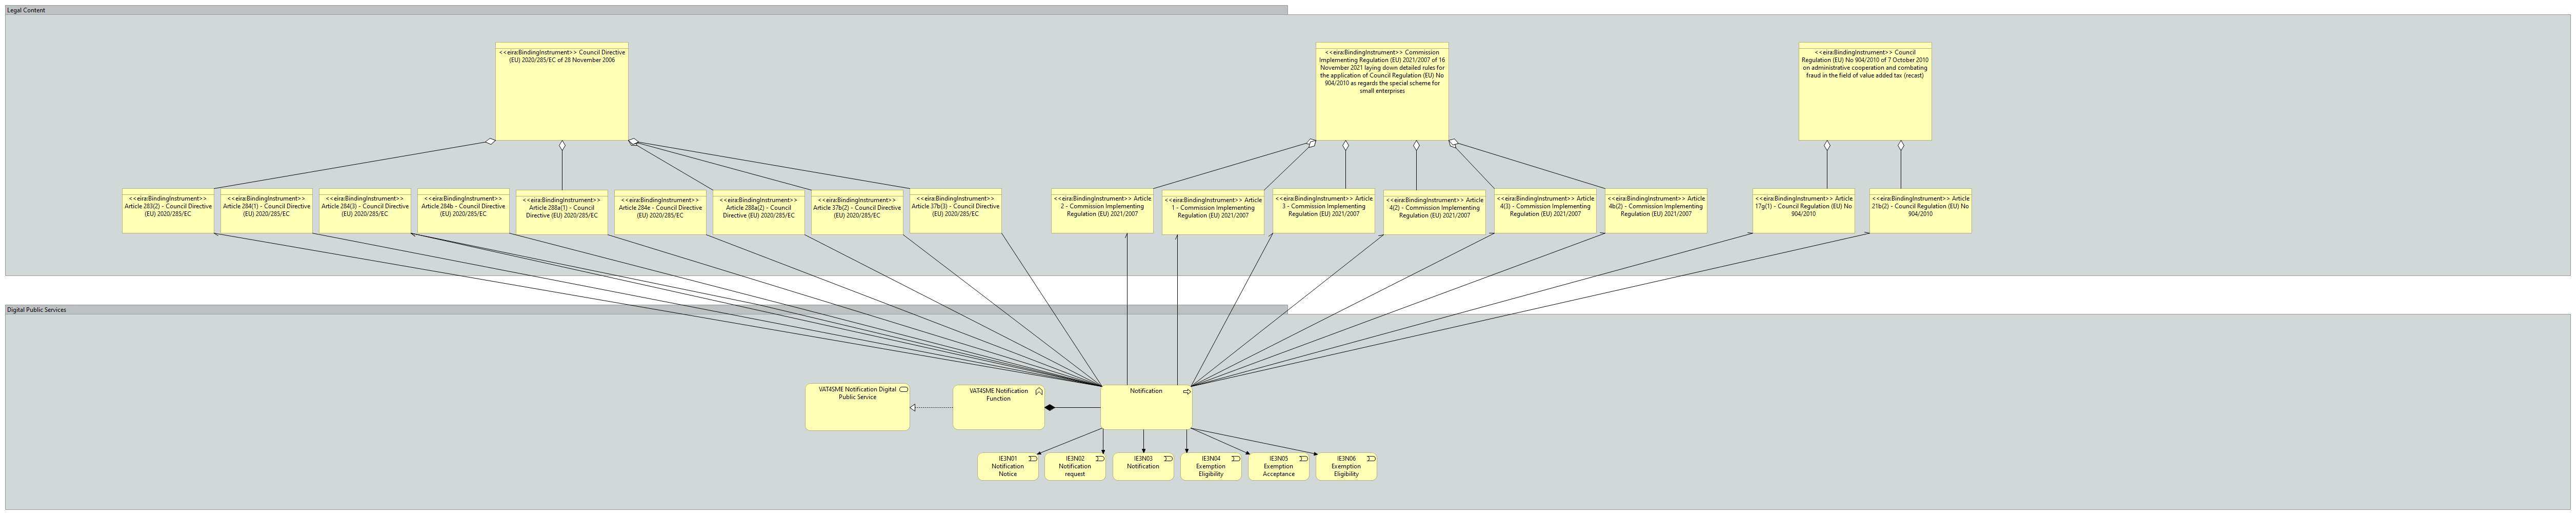 Legal Content
<<eira:BindingInstrument>> Council Directive
(EU) 2020/285/EC of 28 November 2006
<<eira:BindingInstrument>> Commission
Implementing Regulation (EU) 2021/2007 of 16
November 2021 laying down detailed rules for
the application of Council Regulation (EU) No
904/2010 as regards the special scheme for
small enterprises
<<eira:BindingInstrument>> Council
Regulation (EU) No 904/2010 of 7 October 2010
on administrative cooperation and combating
fraud in the field of value added tax (recast)
<<eira:BindingInstrument>>
Article 283(2) - Council Directive
(EU) 2020/285/EC
<<eira:BindingInstrument>>
Article 284(1) - Council Directive
(EU) 2020/285/EC
<<eira:BindingInstrument>>
Article 284(3) - Council Directive
(EU) 2020/285/EC
<<eira:BindingInstrument>>
Article 284b - Council Directive
(EU) 2020/285/EC
<<eira:BindingInstrument>>
Article 288a(1) - Council
Directive (EU) 2020/285/EC
<<eira:BindingInstrument>>
Article 284e - Council Directive
(EU) 2020/285/EC
<<eira:BindingInstrument>>
Article 288a(2) - Council
Directive (EU) 2020/285/EC
<<eira:BindingInstrument>>
Article 37b(2) - Council Directive
(EU) 2020/285/EC
<<eira:BindingInstrument>>
Article 37b(3) - Council Directive
(EU) 2020/285/EC
<<eira:BindingInstrument>> Article
2 - Commission Implementing
Regulation (EU) 2021/2007
<<eira:BindingInstrument>> Article
1 - Commission Implementing
Regulation (EU) 2021/2007
<<eira:BindingInstrument>> Article
3 - Commission Implementing
Regulation (EU) 2021/2007
<<eira:BindingInstrument>> Article
4(2) - Commission Implementing
Regulation (EU) 2021/2007
<<eira:BindingInstrument>> Article
4(3) - Commission Implementing
Regulation (EU) 2021/2007
<<eira:BindingInstrument>> Article
4b(2) - Commission Implementing
Regulation (EU) 2021/2007
<<eira:BindingInstrument>> Article
17g(1) - Council Regulation (EU) No
904/2010
<<eira:BindingInstrument>> Article
21b(2) - Council Regulation (EU) No
904/2010
Digital Public Services
VAT4SME Notification Digital
Public Service
VAT4SME Notification
Function
Notification
IE3N01
Notification
Notice
IE3N02
Notification
request
IE3N03
Notification
IE3N04
Exemption
Eligibility
IE3N05
Exemption
Acceptance
IE3N06
Exemption
Eligibility